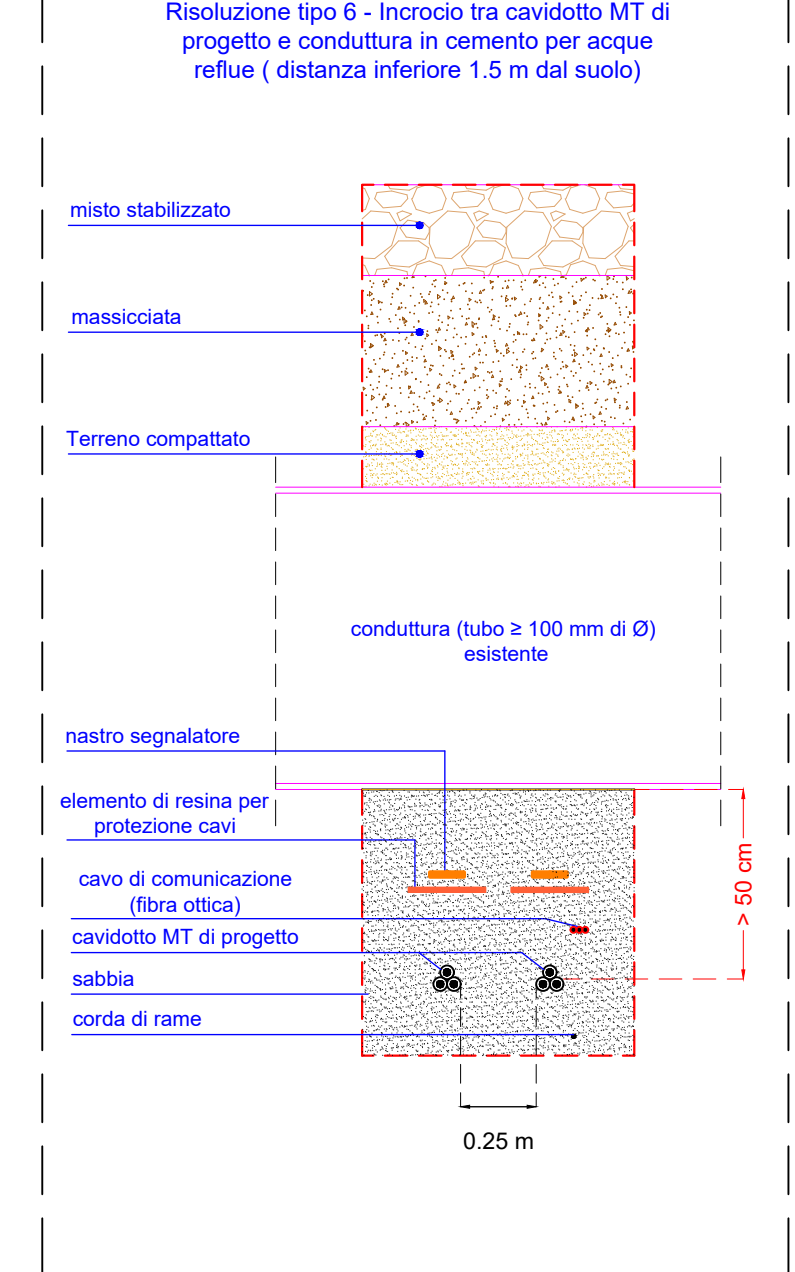 Risoluzione tipo 6 - Incrocio tra cavidotto MT di
progetto e conduttura in cemento per acque
reflue ( distanza inferiore 1.5 m dal suolo)
misto stabilizzato
massicciata
Terreno compattato
conduttura (tubo ≥ 100 mm di Ø)
esistente
nastro segnalatore
elemento di resina per
protezione cavi
cavo di comunicazione
(fibra ottica)
cavidotto MT di progetto
sabbia
corda di rame
> 50 cm
0.25 m